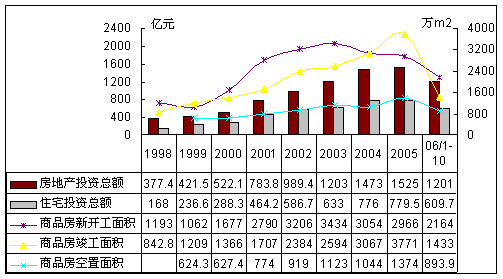 亿元 万m2
2400 4000
2000
1600 3200
1200 2400
800 1600
400 800
0 0
1998 1999 2000 2001 2002 2003 2004 2005 06/1-10
房地产投资总额 377.4 421.5 522.1 783.8 989.4 1203 1473 1525 1201
住宅投资总额 168 236.6 288.3 464.2 586.7 633 776 779.5 609.7
商品房新开工面积 1193 1062 1677 2790 3206 3434 3054 2966 2164
商品房竣工面积 842.8 1209 1366 1707 2384 2594 3067 3771 1433
商品房空置面积 624.3 627.4 774 919 1123 1044 1374 893.9